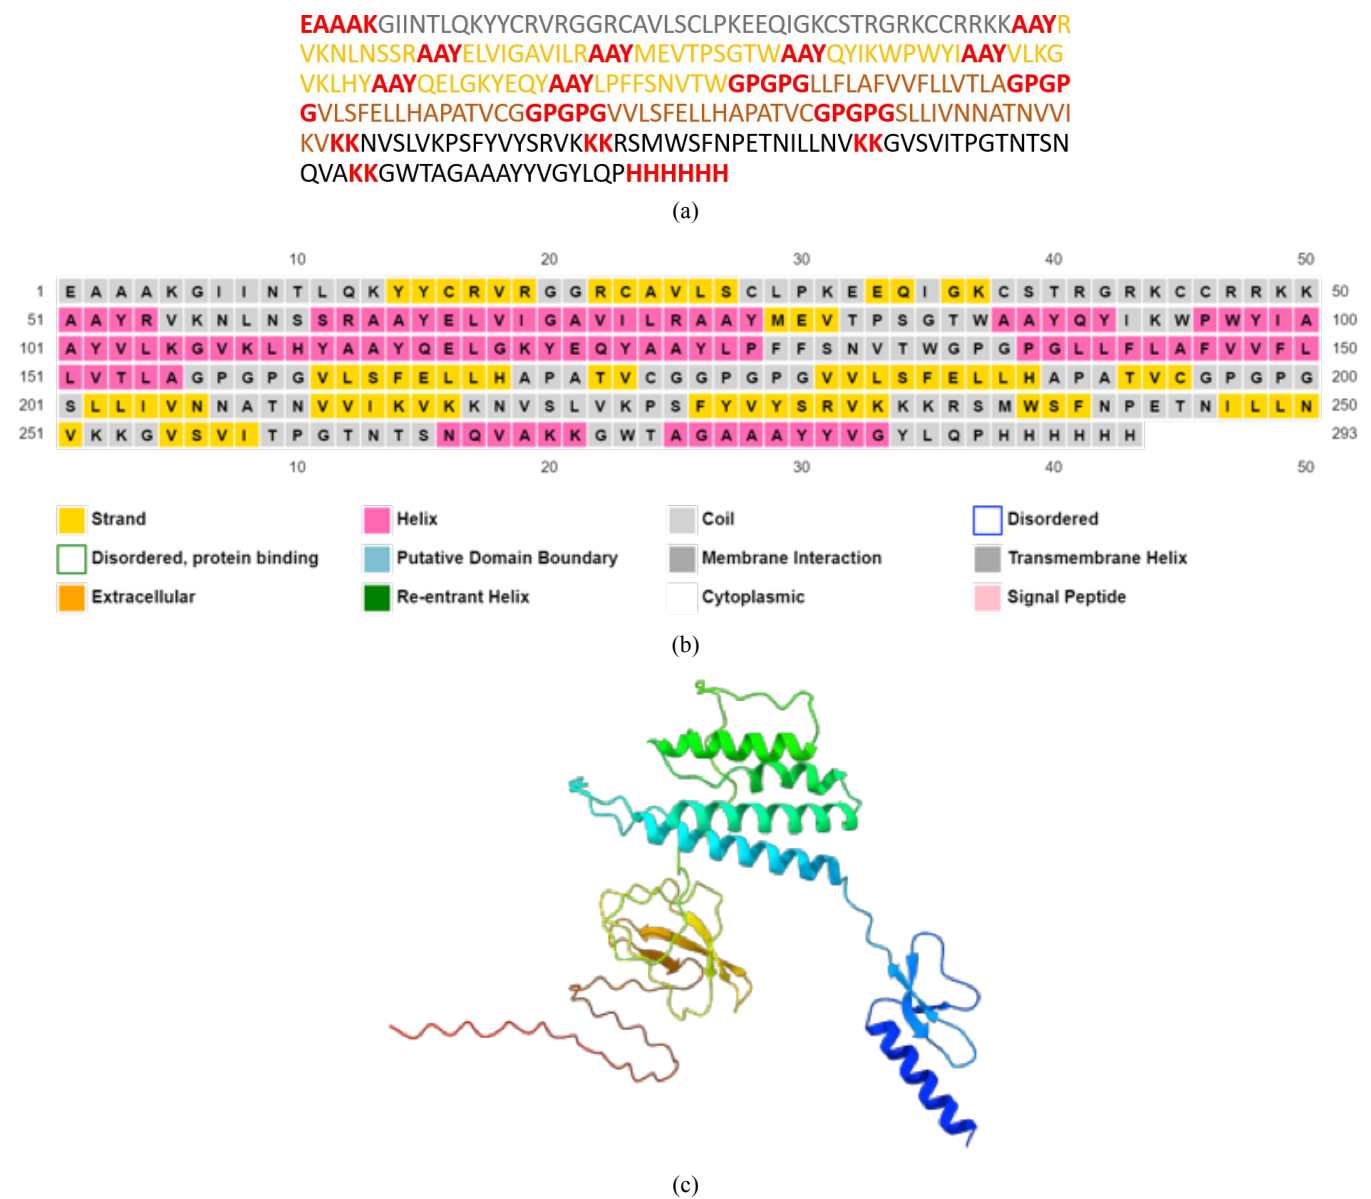 EAAAKGIINTLQKYYCRVRGGRCAVLSCLPKEEQIGKCSTRGRKCCRRKKAAYR
VKNLNSSRAAYELVIGAVILRAAYMEVTPSGTWAAYQYIKWPWYIAAYVLKG
VKLHYAAYQELGKYEQYAAYLPFFSNVTWGPGPGLLFLAFVVFLLVTLAGPGP
GVLSFELLHAPATVCGGPGPGVVLSFELLHAPATVCGPGPGSLLIVNNATNVVI
KVKKNVSLVKPSFYVYSRVKKKRSMWSFNPETNILLNVKKGVSVITPGTNTSN
QVAKKGWTAGAAAYYVGYLQPHHHHHH
(a)
10 20 30 40 50
1 E A A A K G I I N T L Q K Y Y C R V R G G R C A V L S C L P K E E Q I G K C S T R G R K C C R R K K 50
51 A A Y R V K N L N S S R A A Y E L V I G A V I L R A A Y M E V T P S G T W A A Y Q Y I K W P W Y I A 100
101 A Y V L K G V K L H Y A A Y Q E L G K Y E Q Y A A Y L P F F S N V T W G P G P G L L F L A F V V F L 150
151 L V T L A G P G P G V L S F E L L H A P A T V C G G P G P G V V L S F E L L H A P A T V C G P G P G 200
201 S L L I V N N A T N V V I K V K K N V S L V K P S F Y V Y S R V K K K R S M W S F N P E T N I L L N 250
251 V K K G V S V I T P G T N T S N Q V A K K G W T A G A A A Y Y V G Y L Q P H H H H H H 293
10 20 30 40 50
Strand Helix Coil Disordered
Disordered, protein binding Putative Domain Boundary Membrane Interaction Transmembrane Helix
Extracellular Re-entrant Helix Cytoplasmic Signal Peptide
(b)
(c)